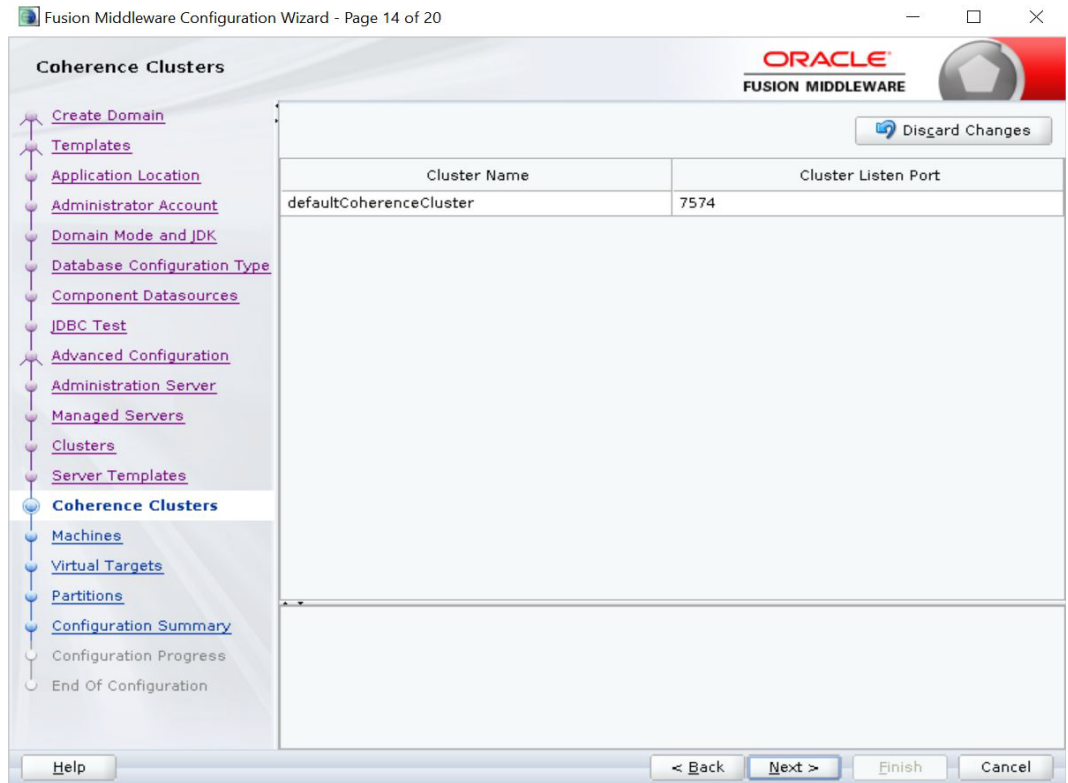 Fusion Middleware Configuration Wizard - Page 14 of 20
Coherence Clusters
ORACLE
FUSION MIDDLEWARE
Create Domain
Templates
Application Location
Administrator Account
Domain Mode and JDK
Database Configuration Type
Component Datasources
JDBC Test
Advanced Configuration
Administration Server
Managed Servers
Clusters
Server Templates
Coherence Clusters
Machines
Virtual Targets
Partitions
Configuration Summary
Configuration Progress
End Of Configuration
Discard Changes
Cluster Name Cluster Listen Port
defaultCoherenceCluster 7574
Help < Back Next > Finish Cancel